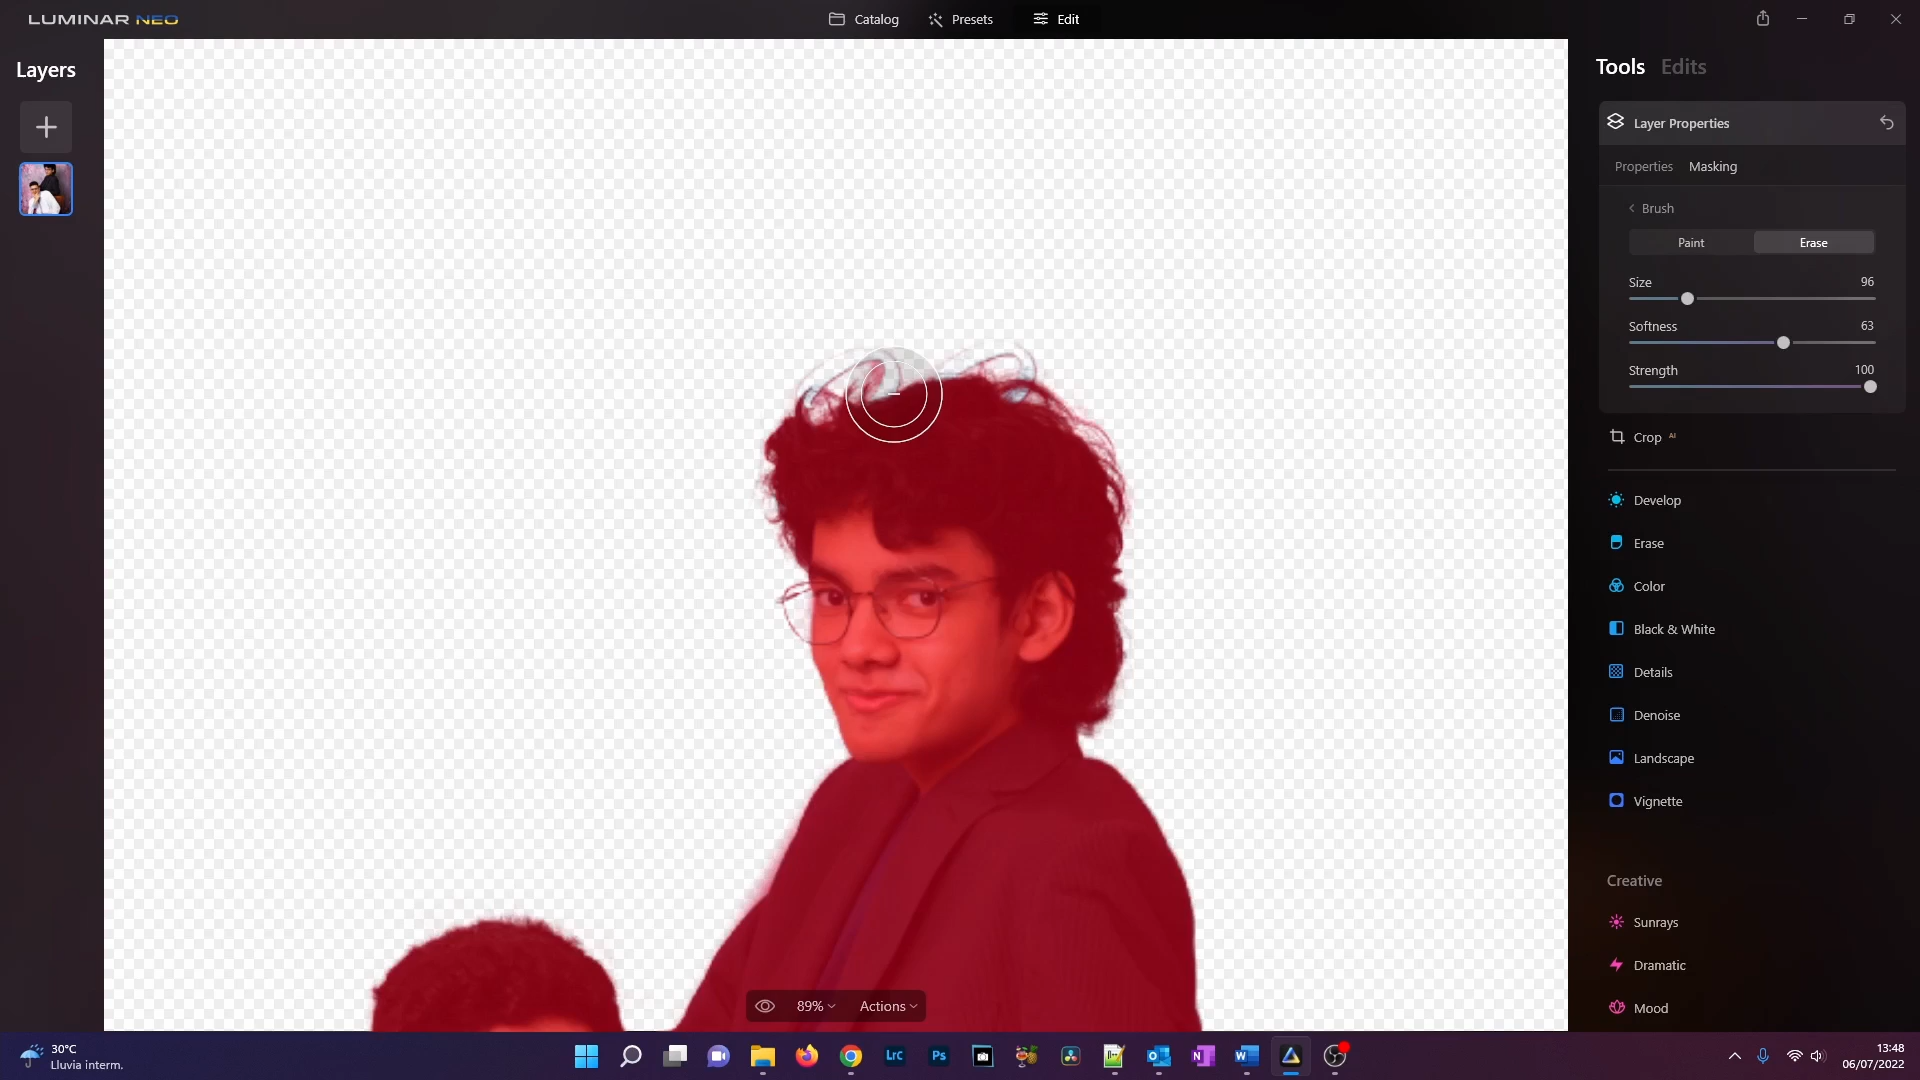 LUMINAR NEO
Catalog
Presets
Edit
Layers
Tools
Edits
Layer Properties
Properties
Masking
Brush
Paint
Erase
Size
96
Softness
63
Strength
100
Crop AI
Develop
Erase
Color
Black & White
Details
Denoise
Landscape
Vignette
Creative
Sunrays
Dramatic
Mood
89%
Actions
30°C
Lluvia interm.
LrC
Ps
13:48
06/07/2022